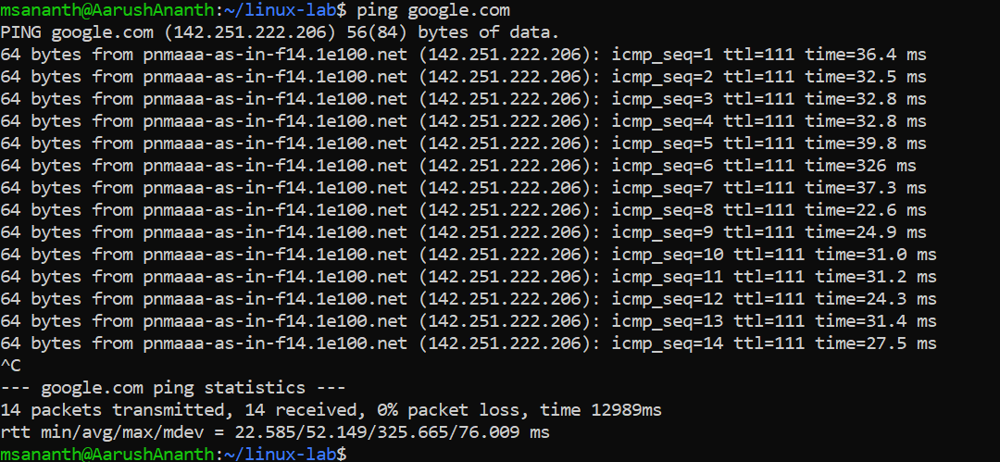 msananth@AarushAnanth:~/linux-lab$ ping google.com
PING google.com (142.251.222.206) 56(84) bytes of data.
64 bytes from pnmaaa-as-in-f14.1e100.net (142.251.222.206): icmp_seq=1 ttl=111 time=36.4 ms
64 bytes from pnmaaa-as-in-f14.1e100.net (142.251.222.206): icmp_seq=2 ttl=111 time=32.5 ms
64 bytes from pnmaaa-as-in-f14.1e100.net (142.251.222.206): icmp_seq=3 ttl=111 time=32.8 ms
64 bytes from pnmaaa-as-in-f14.1e100.net (142.251.222.206): icmp_seq=4 ttl=111 time=32.8 ms
64 bytes from pnmaaa-as-in-f14.1e100.net (142.251.222.206): icmp_seq=5 ttl=111 time=39.8 ms
64 bytes from pnmaaa-as-in-f14.1e100.net (142.251.222.206): icmp_seq=6 ttl=111 time=326 ms
64 bytes from pnmaaa-as-in-f14.1e100.net (142.251.222.206): icmp_seq=7 ttl=111 time=37.3 ms
64 bytes from pnmaaa-as-in-f14.1e100.net (142.251.222.206): icmp_seq=8 ttl=111 time=22.6 ms
64 bytes from pnmaaa-as-in-f14.1e100.net (142.251.222.206): icmp_seq=9 ttl=111 time=24.9 ms
64 bytes from pnmaaa-as-in-f14.1e100.net (142.251.222.206): icmp_seq=10 ttl=111 time=31.0 ms
64 bytes from pnmaaa-as-in-f14.1e100.net (142.251.222.206): icmp_seq=11 ttl=111 time=31.2 ms
64 bytes from pnmaaa-as-in-f14.1e100.net (142.251.222.206): icmp_seq=12 ttl=111 time=24.3 ms
64 bytes from pnmaaa-as-in-f14.1e100.net (142.251.222.206): icmp_seq=13 ttl=111 time=31.4 ms
64 bytes from pnmaaa-as-in-f14.1e100.net (142.251.222.206): icmp_seq=14 ttl=111 time=27.5 ms
^C
--- google.com ping statistics ---
14 packets transmitted, 14 received, 0% packet loss, time 12989ms
rtt min/avg/max/mdev = 22.585/52.149/325.665/76.009 ms
msananth@AarushAnanth:~/linux-lab$